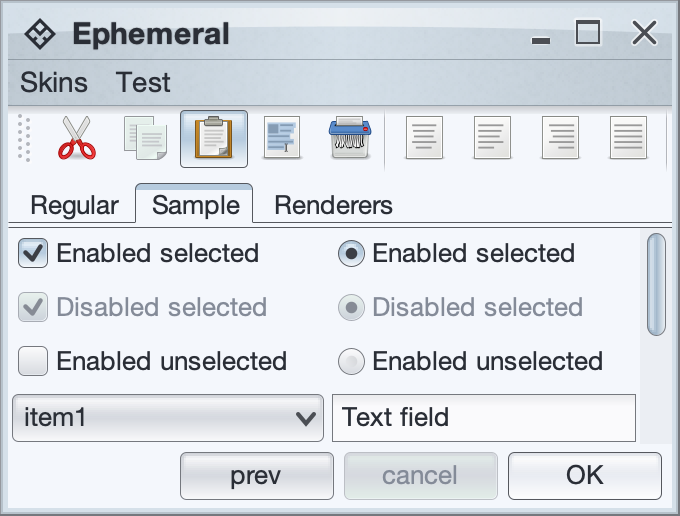 Ephemeral
Skins Test
Regular Sample Renderers
Enabled selected Enabled selected
Disabled selected Disabled selected
Enabled unselected Enabled unselected
item1 Text field
prev cancel OK